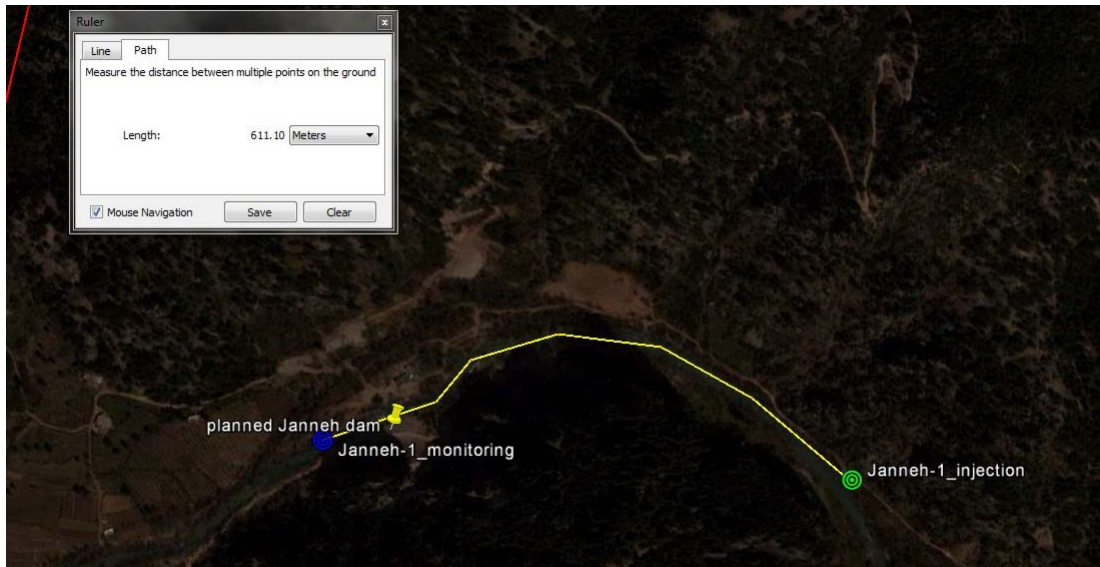 Ruler
Line Path
Measure the distance between multiple points on the ground
Length: 611.10 Meters
Mouse Navigation Save Clear
planned Janneh dam
Janneh-1_monitoring
Janneh-1_injection